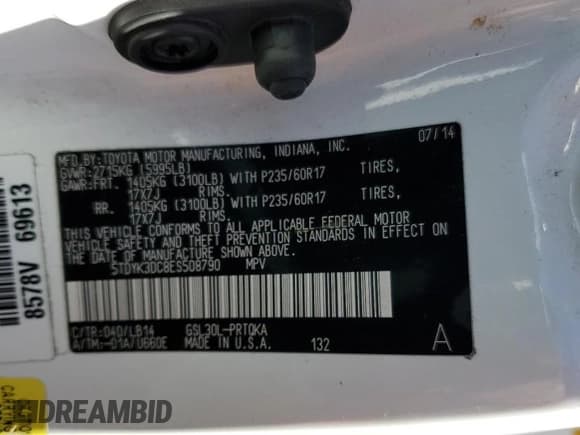 07/14
MFD.BY:TOYOTA MOTOR MANUFACTURING, INDIANA, INC.
GVWR:2715KG (5995LB)
GAWR:FRT. 1405KG (3100LB) WITH P235/60R17 TIRES,
17X7J RIMS.
RR. 1405KG (3100LB) WITH P235/60R17 TIRES,
17X7J RIMS.
THIS VEHICLE CONFORMS TO ALL APPLICABLE FEDERAL MOTOR
VEHICLE SAFETY AND BUMPER STANDARDS IN EFFECT ON
THE DATE OF MANUFACTURE SHOWN ABOVE.
5TDYK3DC8ES508790 MPV
C/TR:040/LB14 GSL30L-PRTQKA
A/TM:-01A/U660E MADE IN U.S.A. 132
A
8578V 69613
HDREAMBID